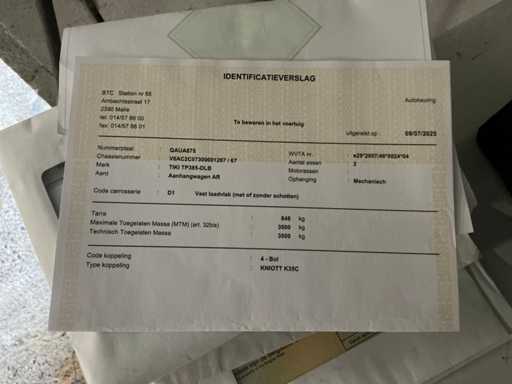 IDENTIFICATIEVERSLAG
BTC Station nr 68
Ambachtsstraat 17
2390 Malle
tel: 014/57 86 00
fax: 014/57 86 01
Autokeuring
Te bewaren in het voertuig
uitgereikt op : 09/07/2025
Nummerplaat : QAUA875
Chassisnummer : / 67
Merk : TIKI TP385-DLB
Aard : Aanhangwagen AR
WVTA nr. :
Aantal assen : 2
Motorassen :
Ophanging : Mechanisch
Code carrosserie : D1 Vast laadvlak (met of zonder schotten)
Tarra : kg
Maximale Toegelaten Massa (MTM) (art. 32bis) : 3500 kg
Technisch Toegelaten Massa : 3500 kg
Code koppeling : 4 - Bol
Type koppeling : KNOTT K35C